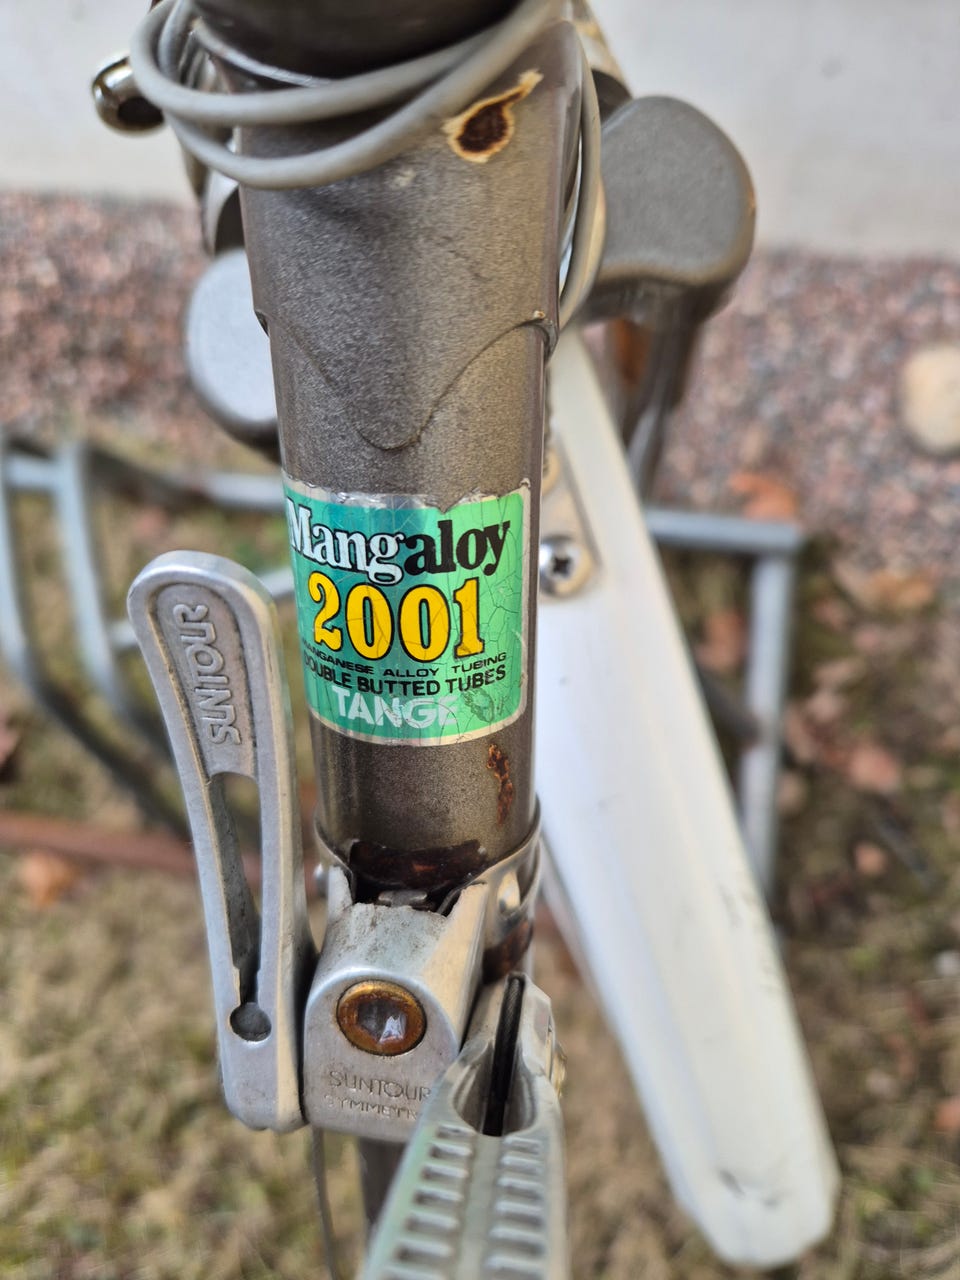 Mangaloy
2001
MANGANESE ALLOY TUBING
DOUBLE BUTTED TUBES
TANGE
SUNTOUR
SUNTOUR